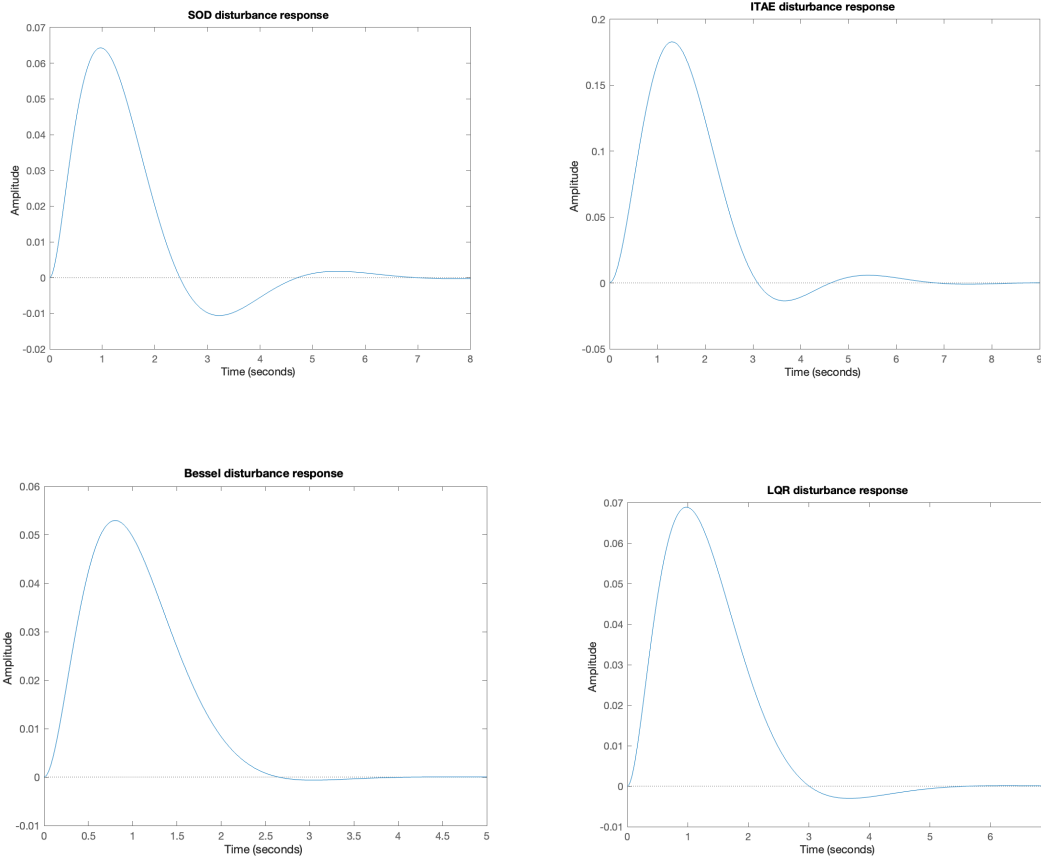 SOD disturbance response
0.07
0.06
0.05
0.04
0.03
0.02
0.01
0
-0.01
-0.02
Amplitude
0 1 2 3 4 5 6 7 8
Time (seconds)
ITAE disturbance response
0.2
0.15
0.1
0.05
0
-0.05
Amplitude
0 1 2 3 4 5 6 7 8 9
Time (seconds)
Bessel disturbance response
0.06
0.05
0.04
0.03
0.02
0.01
0
-0.01
Amplitude
0 0.5 1 1.5 2 2.5 3 3.5 4 4.5 5
Time (seconds)
LQR disturbance response
0.07
0.06
0.05
0.04
0.03
0.02
0.01
0
-0.01
Amplitude
0 1 2 3 4 5 6
Time (seconds)